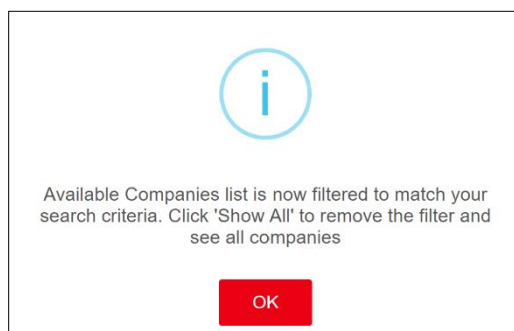 i
Available Companies list is now filtered to match your
search criteria. Click 'Show All' to remove the filter and
see all companies
OK